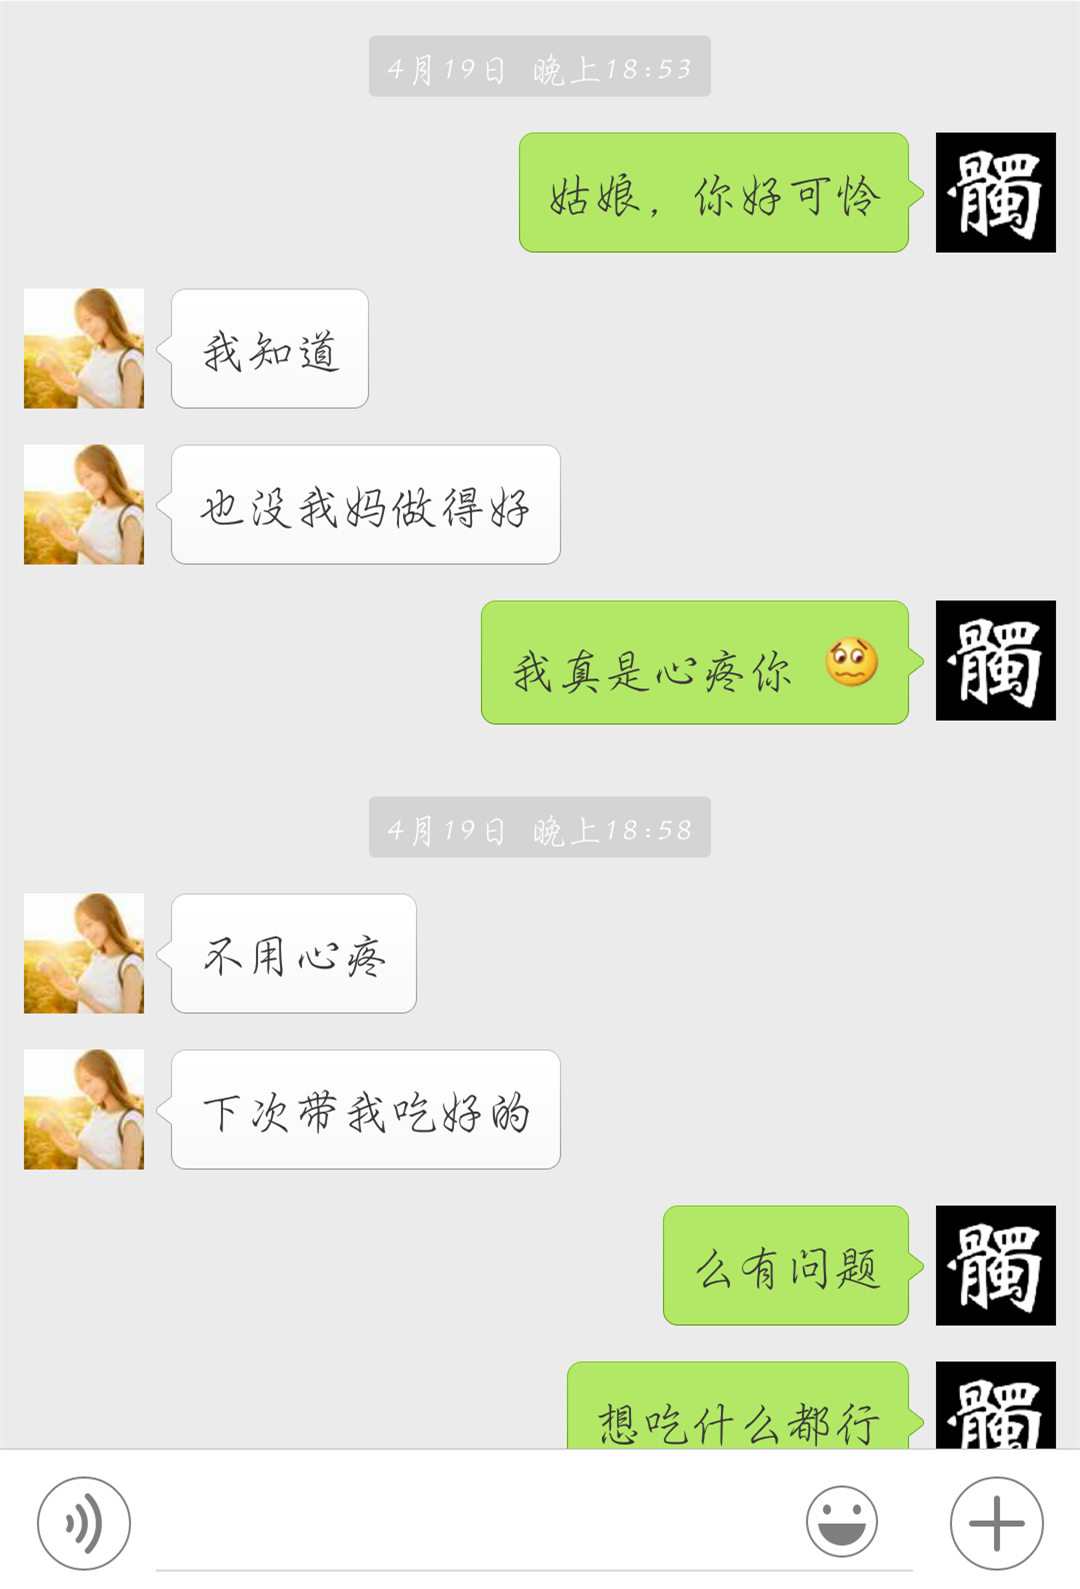 4月19日 晚上18:53
姑娘，你好可怜
髑
我知道
也没我妈做得好
我真是心疼你
髑
4月19日 晚上18:58
不用心疼
下次带我吃好的
么有问题
髑
想吃什么都行
髑